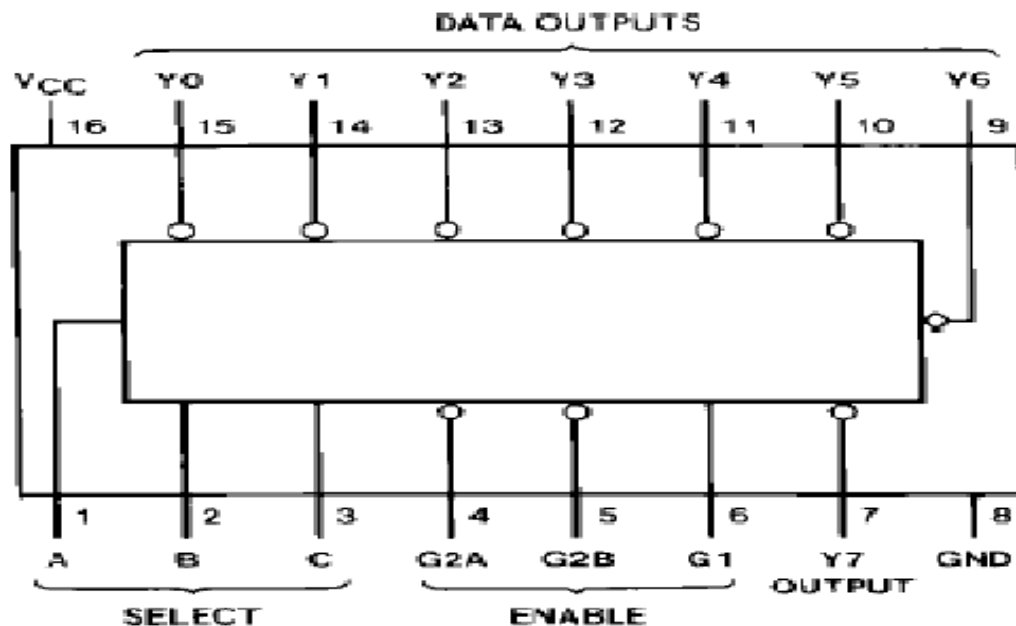 DATA OUTPUTS
VCC Y0 Y1 Y2 Y3 Y4 Y5 Y6
16 15 14 13 12 11 10 9
1 2 3 4 5 6 7 8
A B C G2A G2B G1 Y7 GND
OUTPUT
SELECT ENABLE